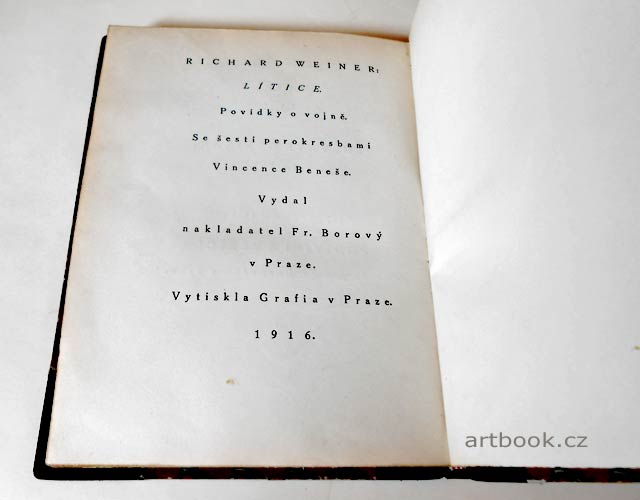 RICHARD WEINER:
LÍTICE.
Povídky o vojně.
Se šesti perokresbami
Vincence Beneše.
Vydal
nakladatel Fr. Borový
v Praze.
Vytiskla Grafia v Praze.
1916.
artbook.cz